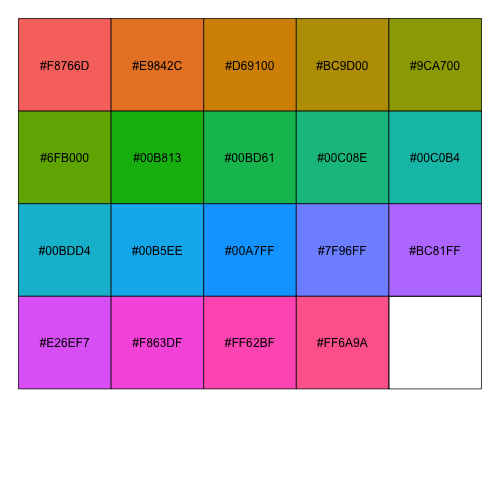 #F8766D #E9842C #D69100 #BC9D00 #9CA700
#6FB000 #00B813 #00BD61 #00C08E #00C0B4
#00BDD4 #00B5EE #00A7FF #7F96FF #BC81FF
#E26EF7 #F863DF #FF62BF #FF6A9A